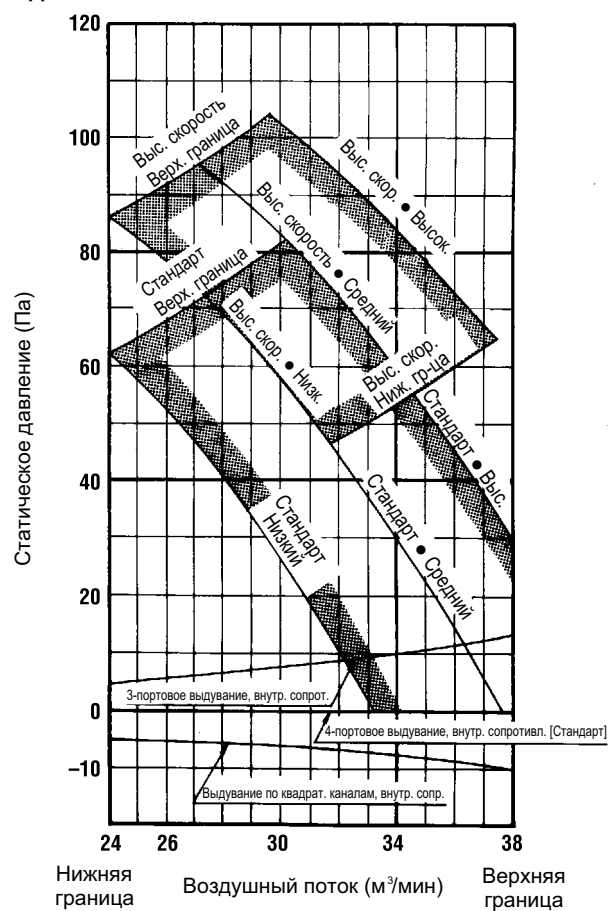 120
100
80
60
40
20
0
–10
Статическое давление (Па)
Выс. скорость
Верх. граница
Выс. скор. ● Высок.
Стандарт
Верх. граница
Выс. скорость ● Средний
Выс. скор. ● Низк.
Выс. скор.
Ниж. гр-ца
Стандарт ● Выс.
Стандарт ● Средний
Стандарт
Низкий
3-портовое выдувание, внутр. сопрот.
4-портовое выдувание, внутр. сопротивл. [Стандарт]
Выдувание по квадрат. каналам, внутр. сопр.
24 26 30 34 38
Нижняя
граница
Воздушный поток (м³/мин)
Верхняя
граница